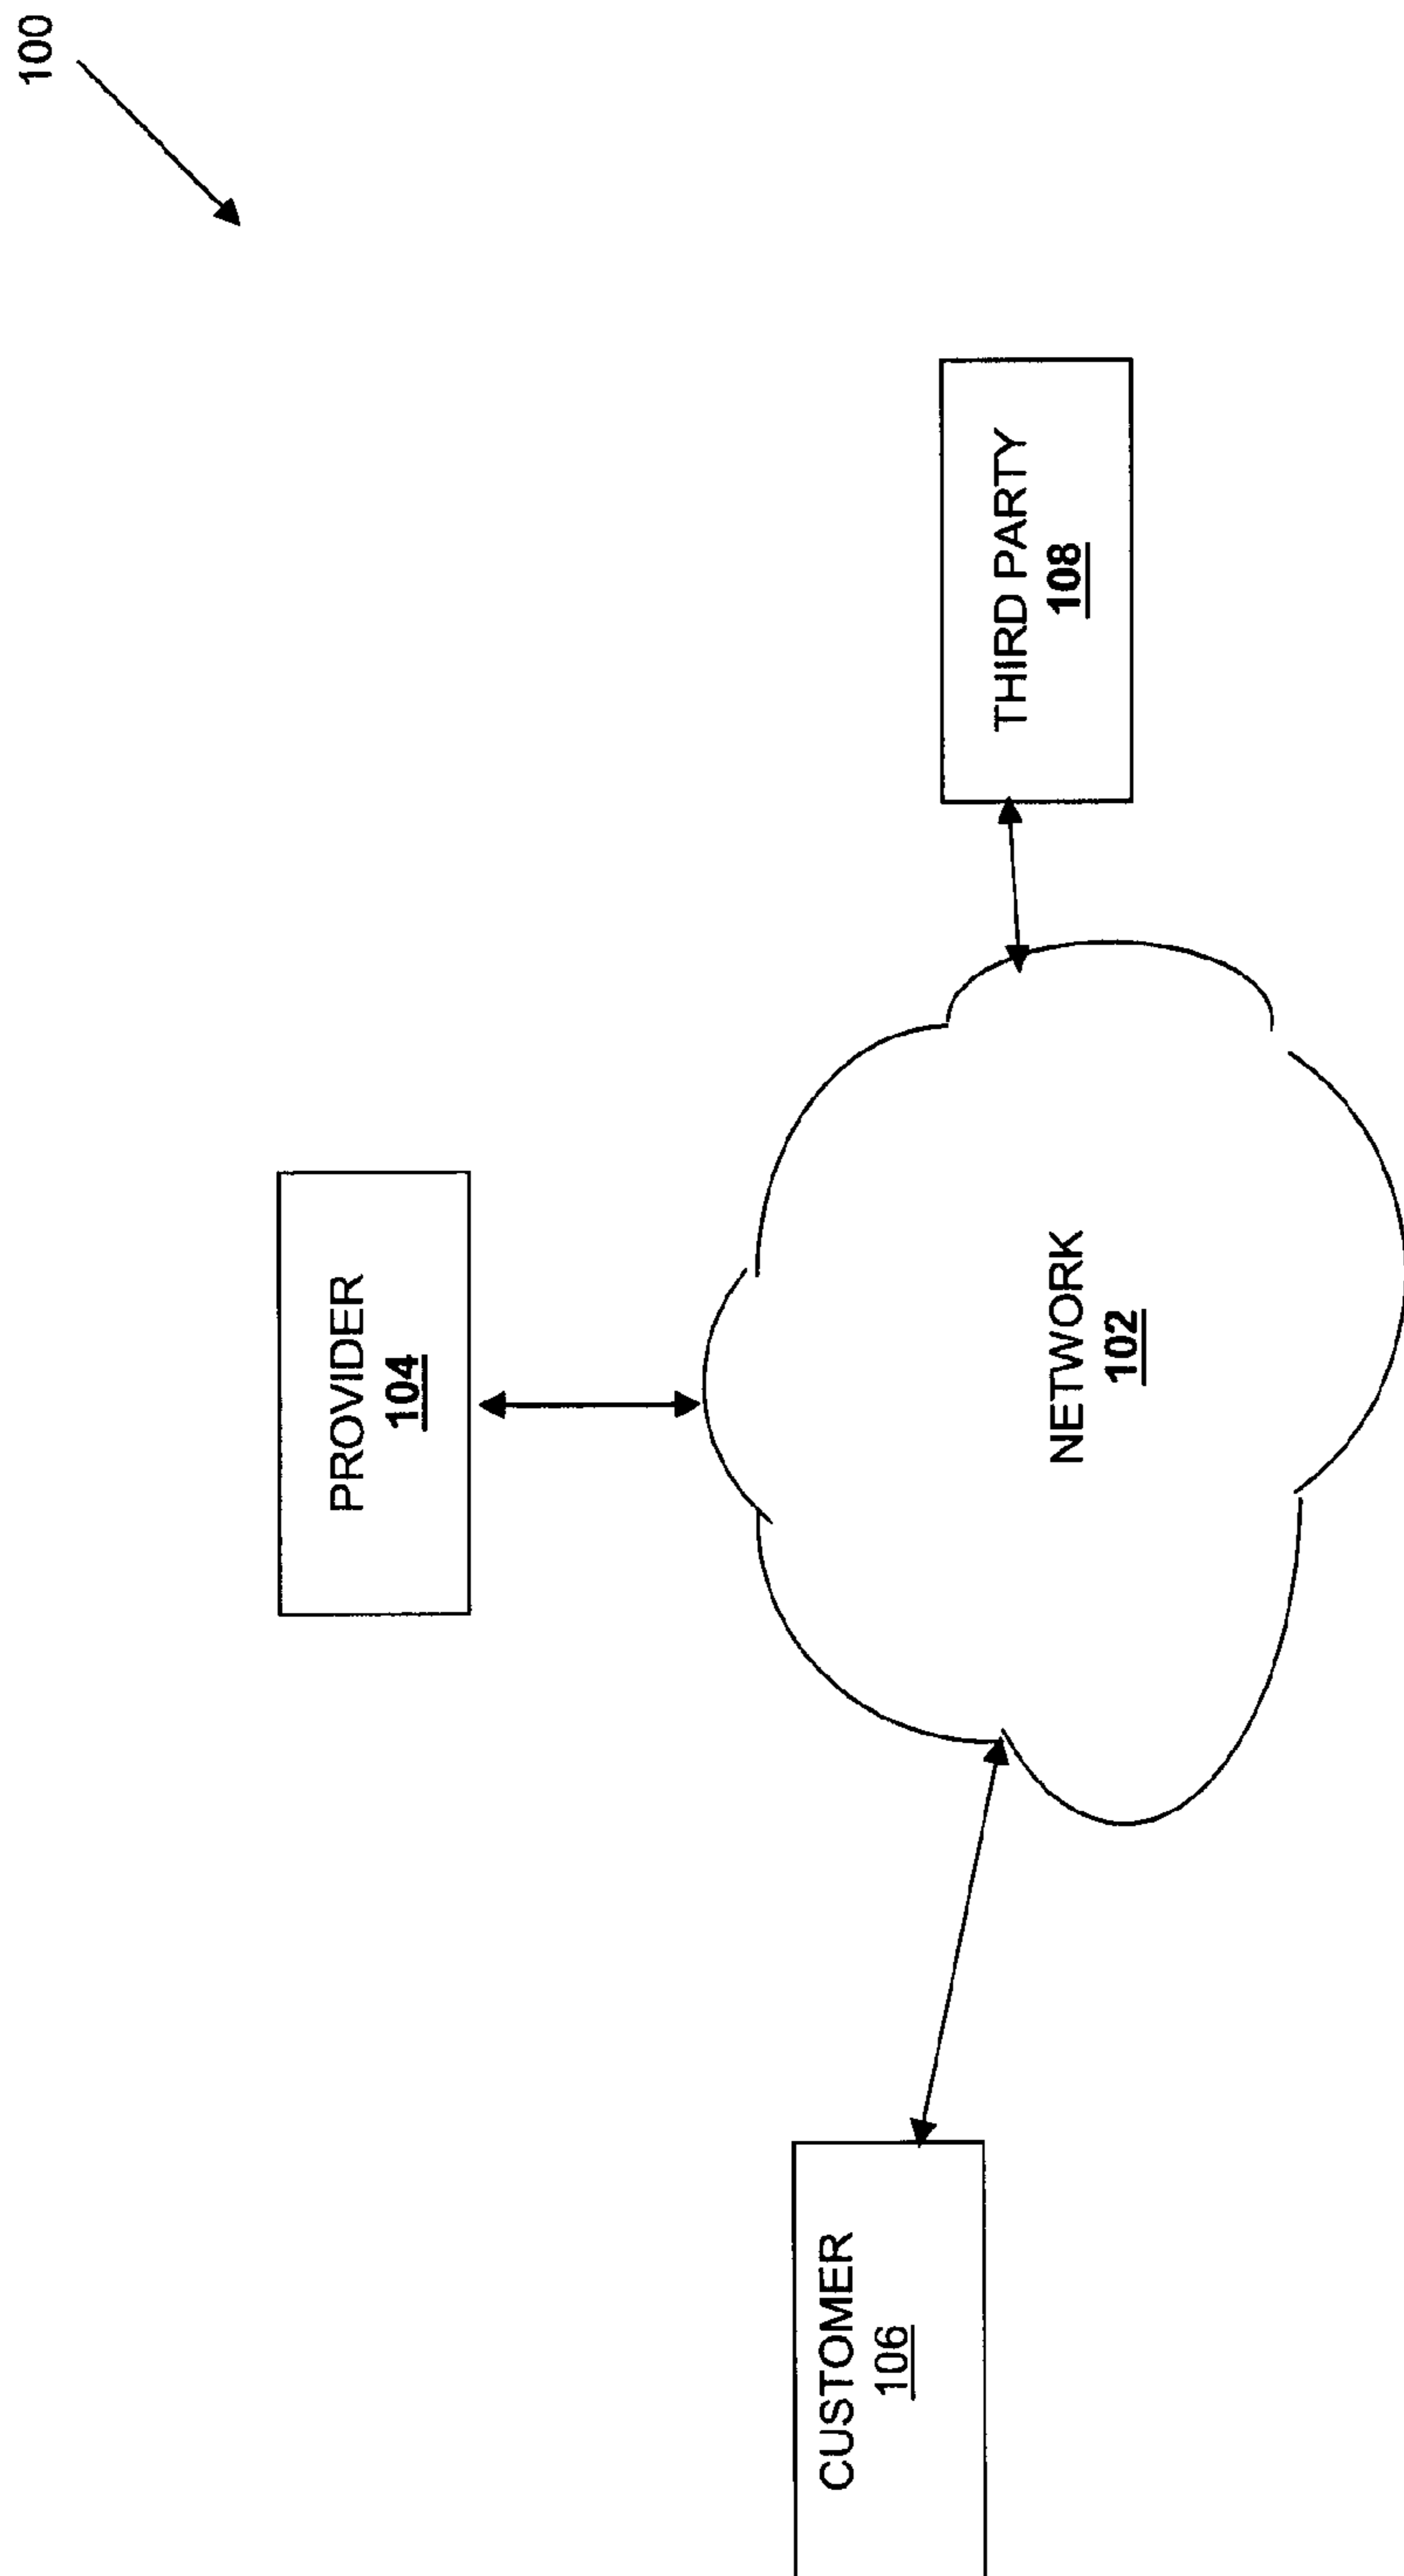 100
PROVIDER
104
THIRD PARTY
108
NETWORK
102
CUSTOMER
106